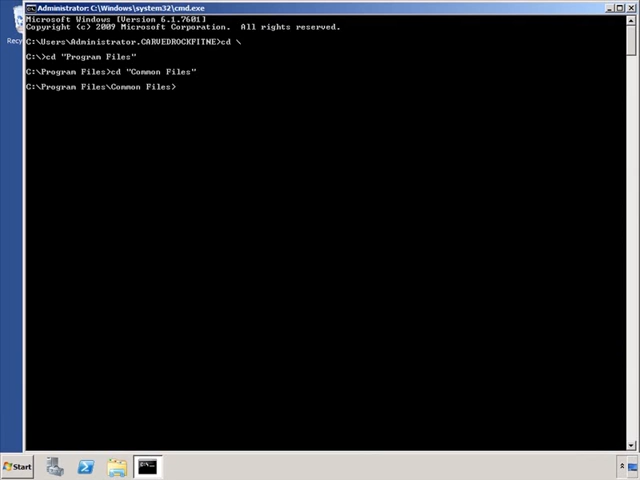 Administrator: C:\Windows\system32\cmd.exe
Microsoft Windows [Version 6.1.7601]
Copyright (c) 2009 Microsoft Corporation.  All rights reserved.
C:\Users\Administrator.CARVEDROCKFITNE>cd \
C:\>cd "Program Files"
C:\Program Files>cd "Common Files"
C:\Program Files\Common Files>
Recy
Start